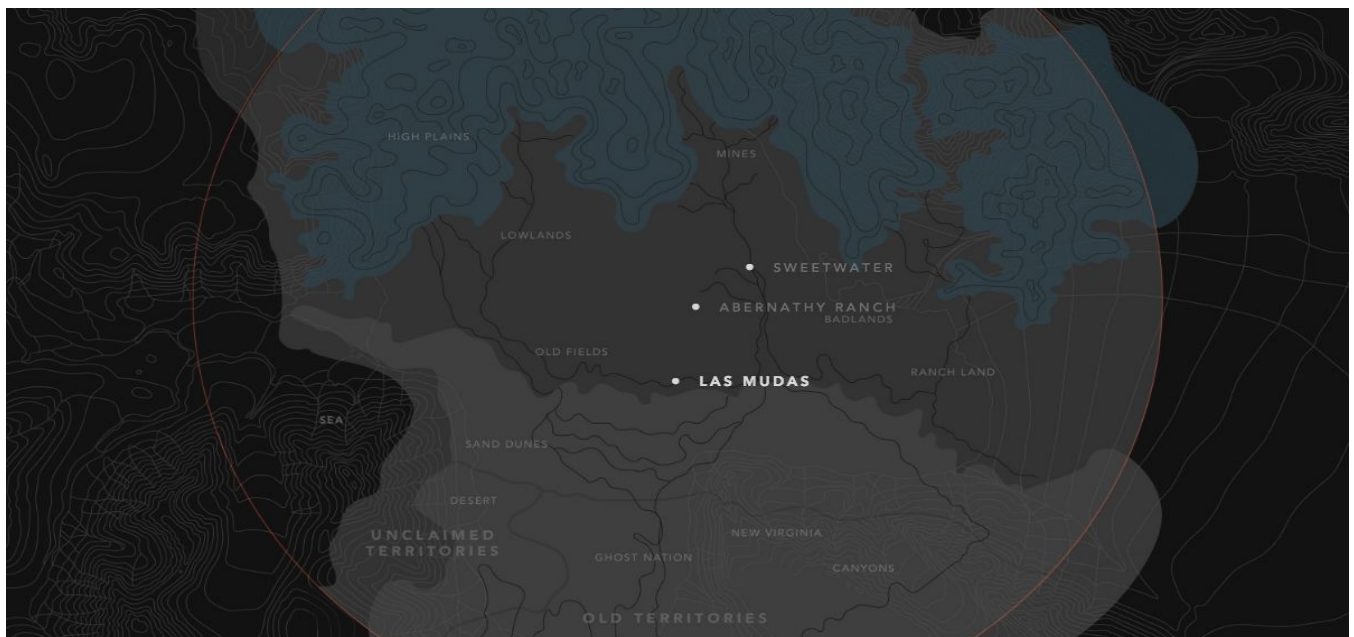 HIGH PLAINS
MINES
LOWLANDS
SWEETWATER
ABERNATHY RANCH
BADLANDS
OLD FIELDS
RANCH LAND
LAS MUDAS
SEA
SAND DUNES
DESERT
UNCLAIMED
TERRITORIES
NEW VIRGINIA
GHOST NATION
CANYONS
OLD TERRITORIES